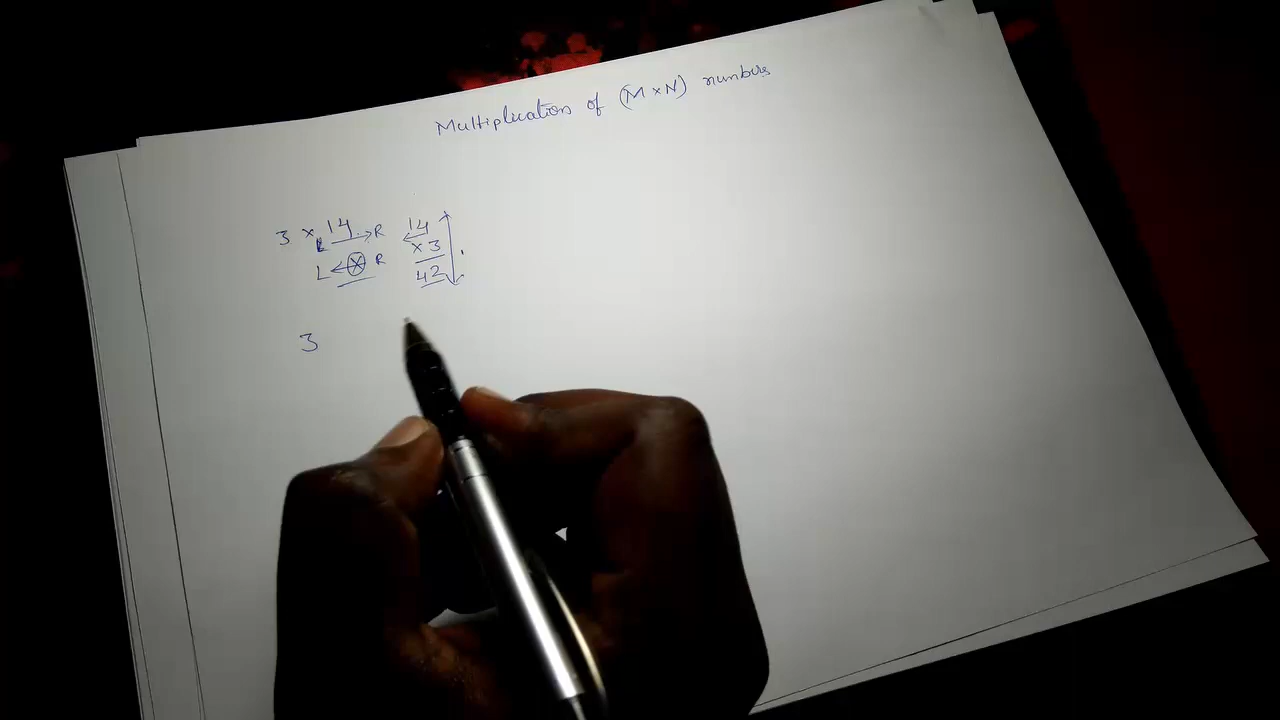 Multiplication of (M×N) numbers
3 × 14
L → R
L ← ⊗ R
14
×3
42
3